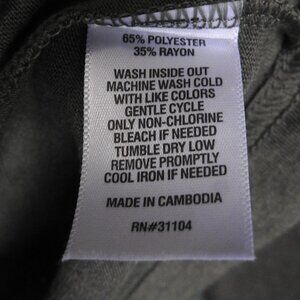 65% POLYESTER
35% RAYON
WASH INSIDE OUT
MACHINE WASH COLD
WITH LIKE COLORS
GENTLE CYCLE
ONLY NON-CHLORINE
BLEACH IF NEEDED
TUMBLE DRY LOW
REMOVE PROMPTLY
COOL IRON IF NEEDED
MADE IN CAMBODIA
RN#31104